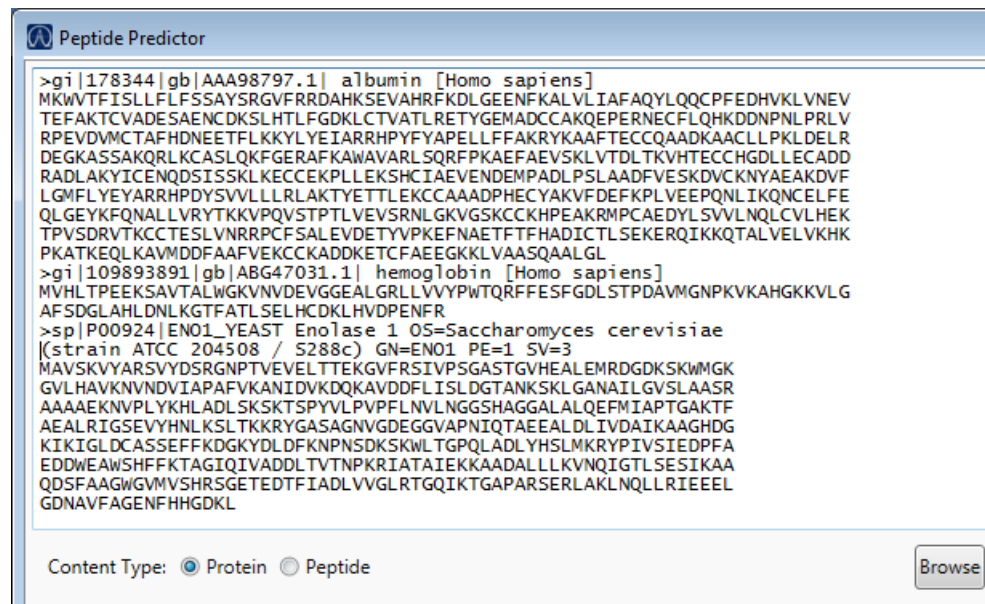 Peptide Predictor
>gi|178344|gb|AAA98797.1| albumin [Homo sapiens]
MKWVTFISLLFLFSSAYSRGVFRRDAHKSEVAHRFKDLGEENFKALVLIAFAQYLQQCPFEDHVKLVNEV
TEFAKTCVADESAENCDKSLHTLFGDKLCTVATLRETYGEMADCCAKQEPERNECFLQHKDDNPNLPRLV
RPEVDVMCTAFHDNEETFLKKYLYEIARRHPYFYAPELLFFAKRYKAAFTECCQAADKAACLLPKLDELR
DEGKASSAKQRLKCASLQKFGERAFKAWAVARLSQRFPKAEFAEVSKLVTDLTKVHTECCHGDLLECADD
RADLAKYICENQDSISSKLKECCEKPLLEKSHCIAEVENDEMPADLPSLAADFVESKDVCKNYAEAKDVF
LGMFLYEYARRHPDYSVVLLLRLAKTYETTLEKCCAAADPHECYAKVFDEFKPLVEEPQNLIKQNCELFE
QLGEYKFQNALLVRYTKKVPQVSTPTLVEVSRNLGKVGSKCCKHPEAKRMPCAEDYLSVVLNQLCVLHEK
TPVSDRVTKCCTESLVNRRPCFSALEVDETYVPKEFNAETFTFHADICTLSEKERQIKKQTALVELVKHK
PKATKEQLKAVMDDFAAFVEKCCKADDKETCFAEEGKKLVAASQAALGL
>gi|109893891|gb|ABG47031.1| hemoglobin [Homo sapiens]
MVHLTPEEKSAVTALWGKVNVDEVGGEALGRLLVVYPWTQRFFESFGDLSTPDAVMGNPKVKAHGKKVLG
AFSDGLAHLDNLKGTFATLSELHCDKLHVDPENFR
>sp|P00924|ENO1_YEAST Enolase 1 OS=Saccharomyces cerevisiae
(strain ATCC 204508 / S288c) GN=ENO1 PE=1 SV=3
MAVSKVYARSVYDSRGNPTVEVELTTEKGVFRSIVPSGASTGVHEALEMRDGDKSKWMGK
GVLHAVKNVNDVIAPAFVKANIDVKDQKAVDDFLISLDGTANKSKLGANAILGVSLAASR
AAAAEKNVPLYKHLADLSKSKTSPYVLPVPFLNVLNGGSHAGGALALQEFMIAPTGAKTF
AEALRIGSEVYHNLKSLTKKRYGASAGNVGDEGGVAPNIQTAEEALDLIVDAIKAAGHDG
KIKIGLDCASSEFFKDGKYDLDFKNPNSDKSKWLTGPQLADLYHSLMKRYPIVSIEDPFA
EDDWEAWSHFFKTAGIQIVADDLTVTNPKRIATAIEKKAADALLLKVNQIGTLSESIKAA
QDSFAAGWGVMVSHRSGETEDTFIADLVVGLRTGQIKTGAPARSERLAKLNQLLRIEEEL
GDNAVFAGENFHHGDKL
Content Type: Protein Peptide Browse